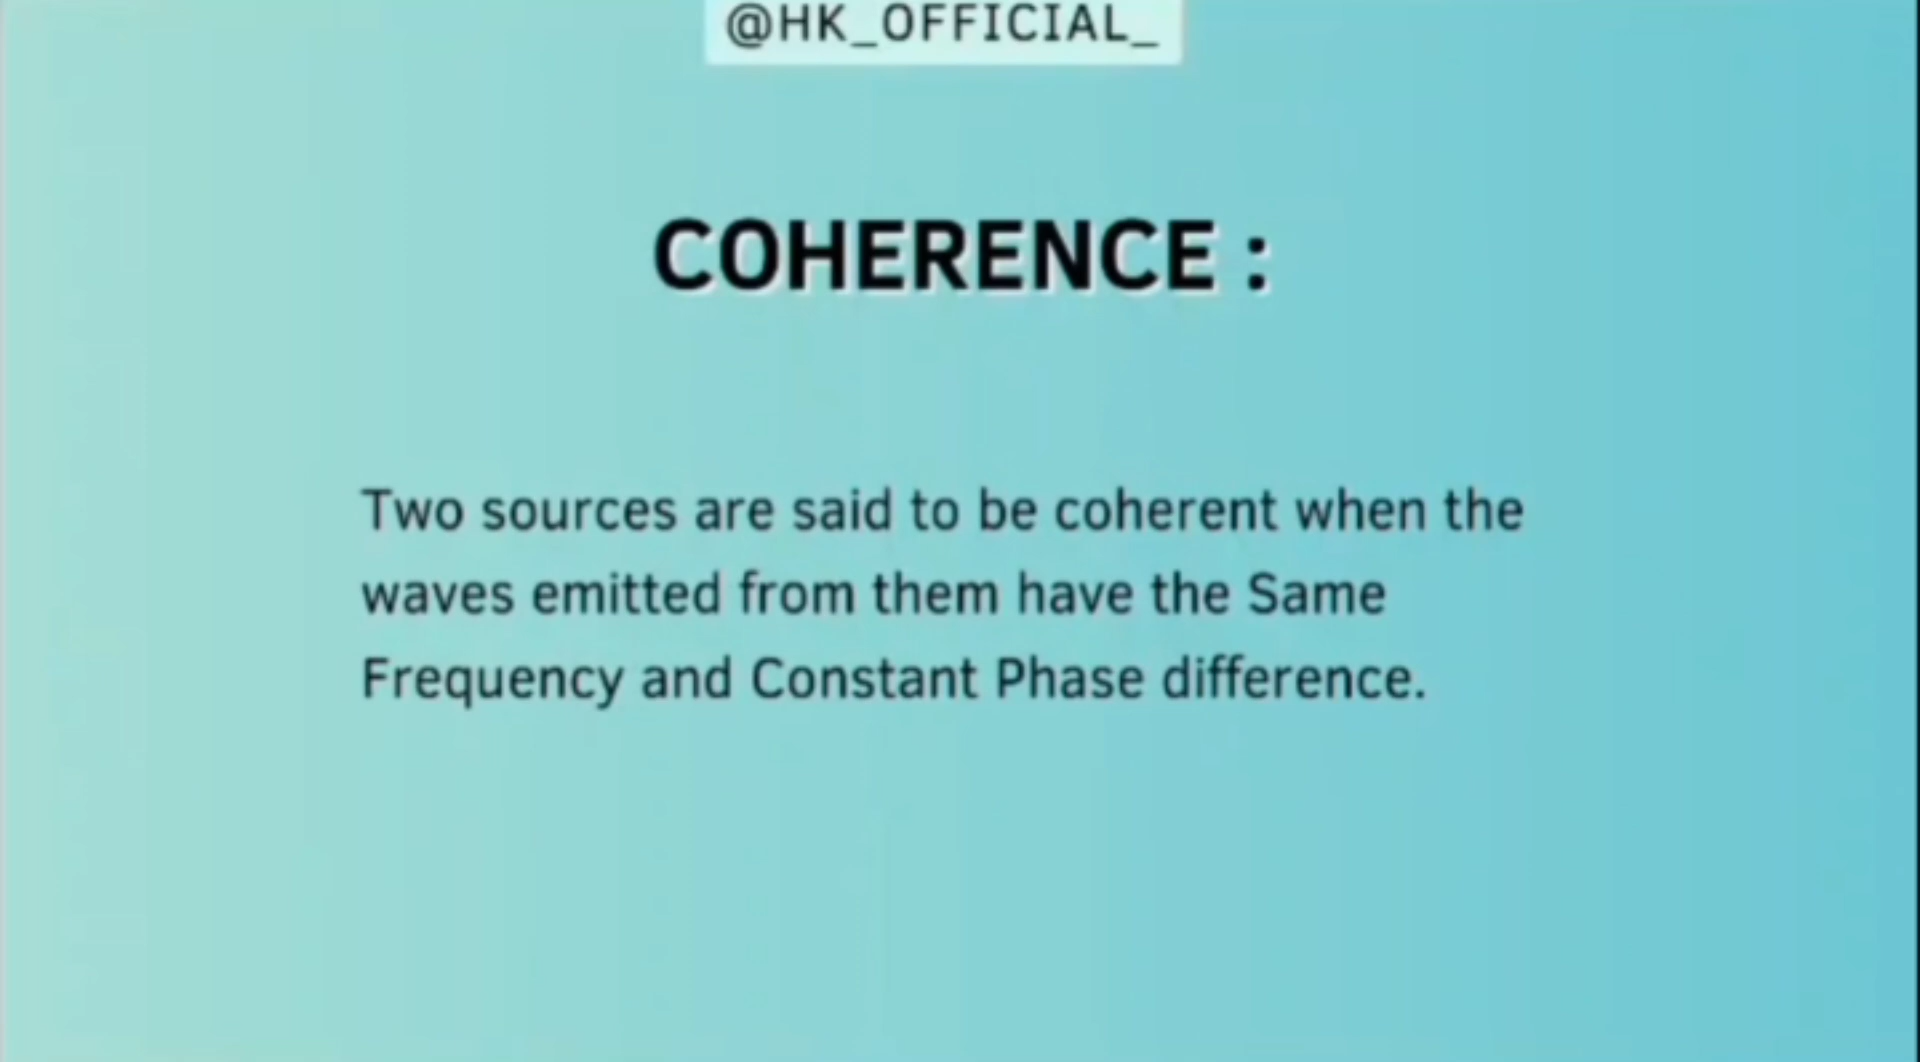 @HK_OFFICIAL_
COHERENCE :
Two sources are said to be coherent when the
waves emitted from them have the Same
Frequency and Constant Phase difference.